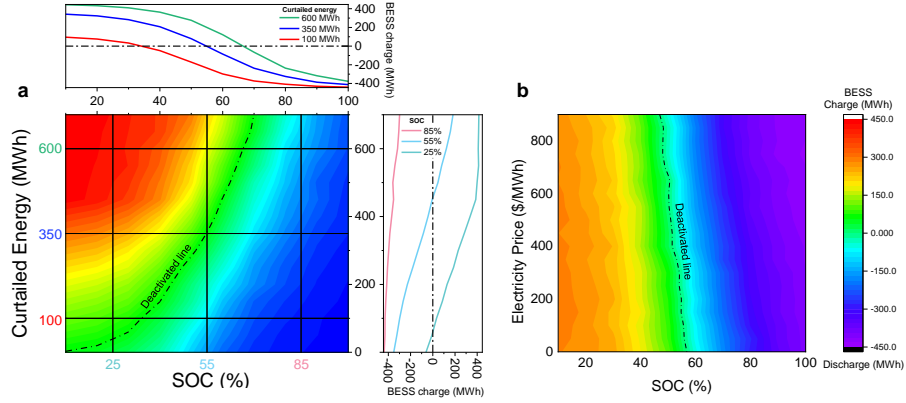 Curtailed energy
600 MWh
350 MWh
100 MWh
400
200
0
-200
-400
BESS charge (MWh)
20 40 60 80 100
a
b
Curtailed Energy (MWh)
600
350
100
Deactivated line
25 55 85
SOC (%)
SOC
85%
55%
25%
800
600
400
200
0
-400 -200 0 200 400
BESS charge (MWh)
Electricity Price ($/MWh)
800
600
400
200
0
Deactivated line
20 40 60 80 100
SOC (%)
BESS
Charge (MWh)
450.0
300.0
150.0
0.000
-150.0
-300.0
-450.0
Discharge (MWh)